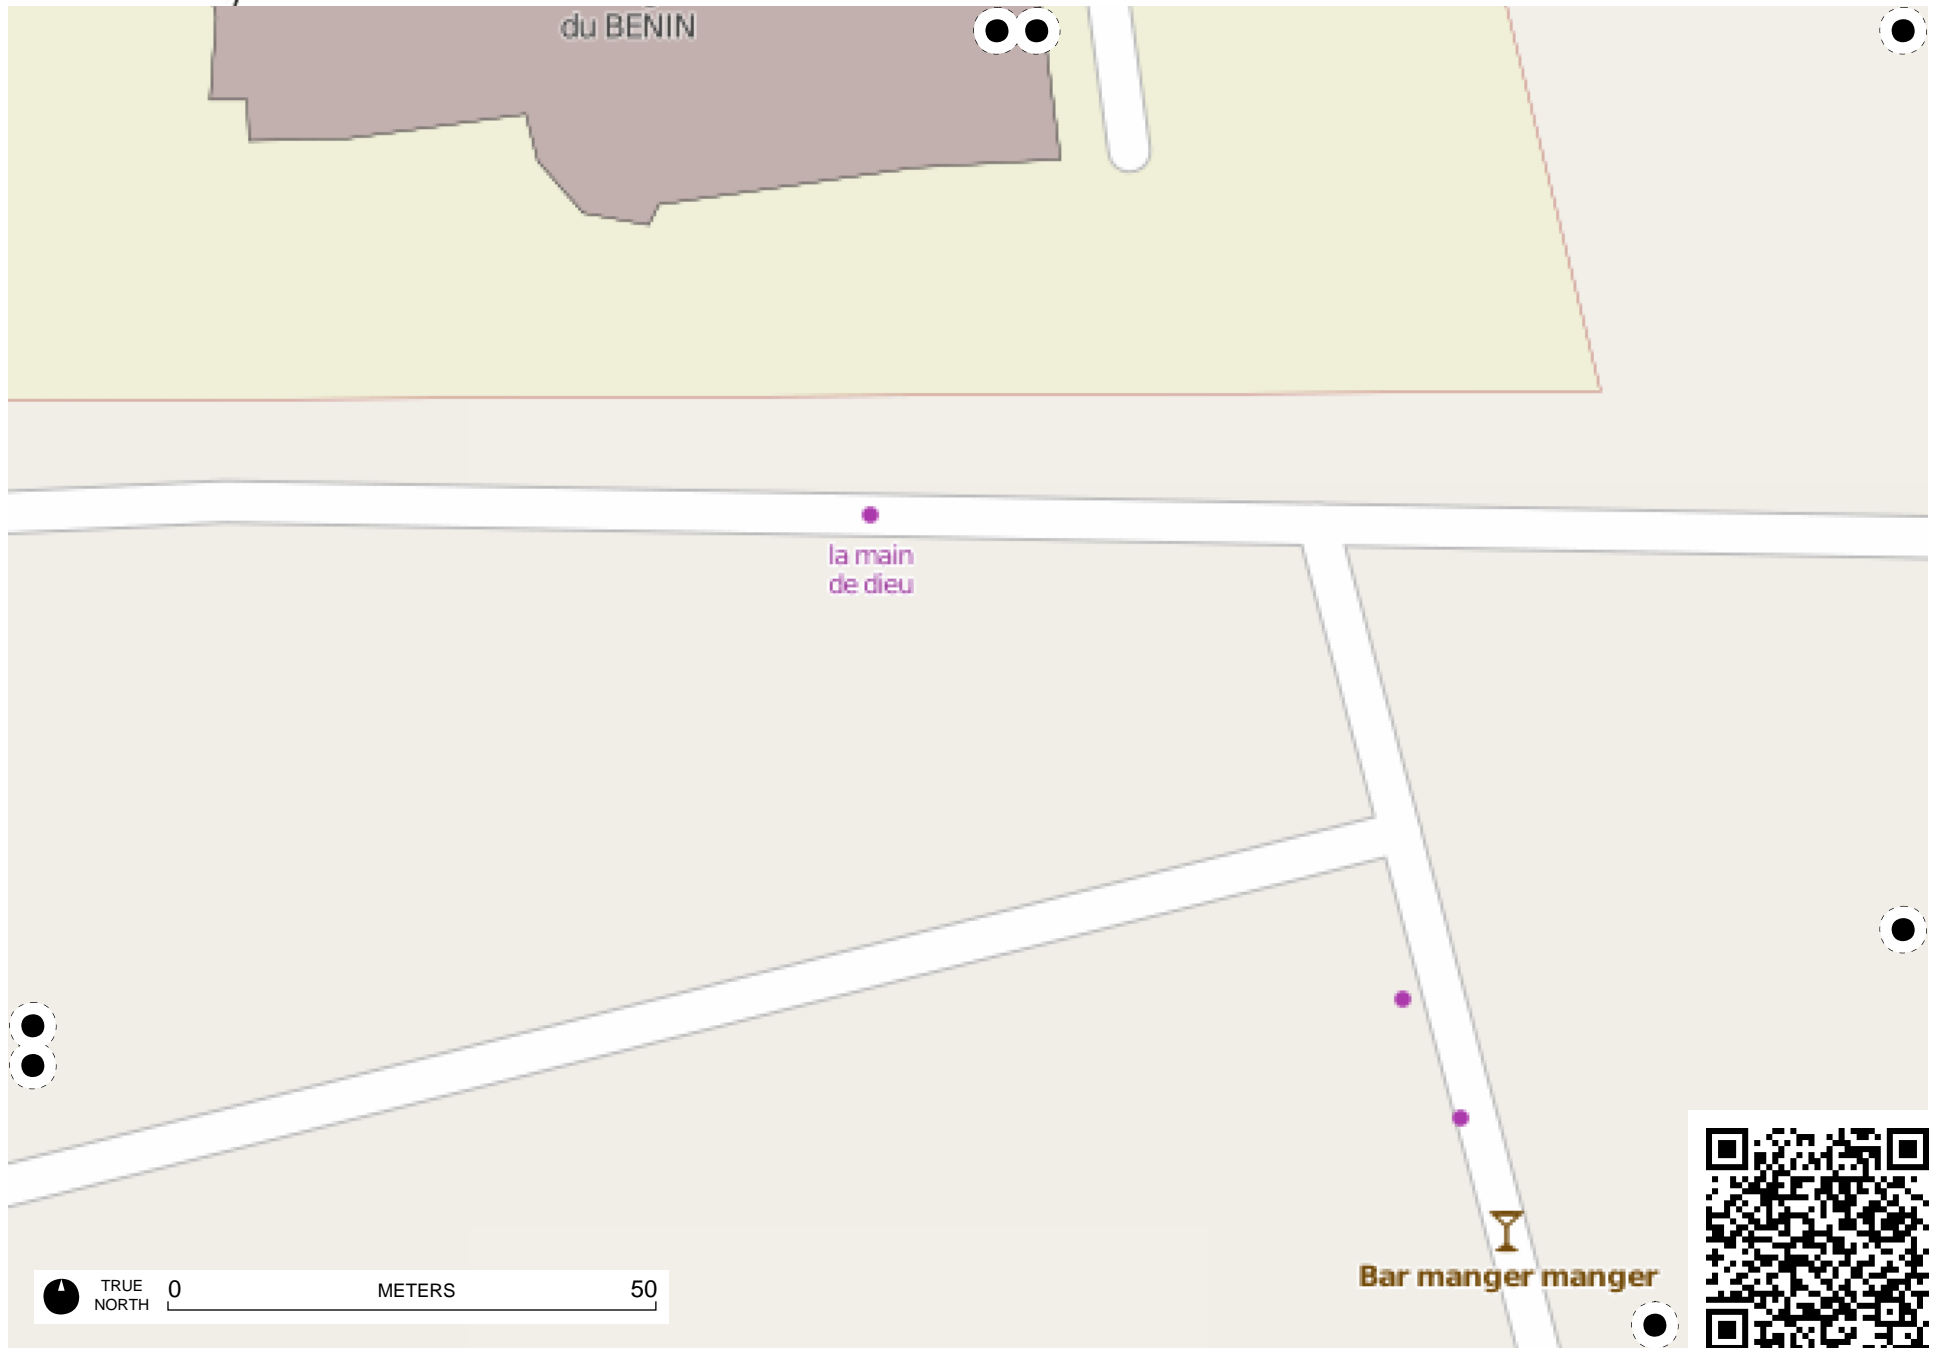 du BENIN
la main
de dieu
Bar manger manger
TRUE
NORTH
0 METERS 50